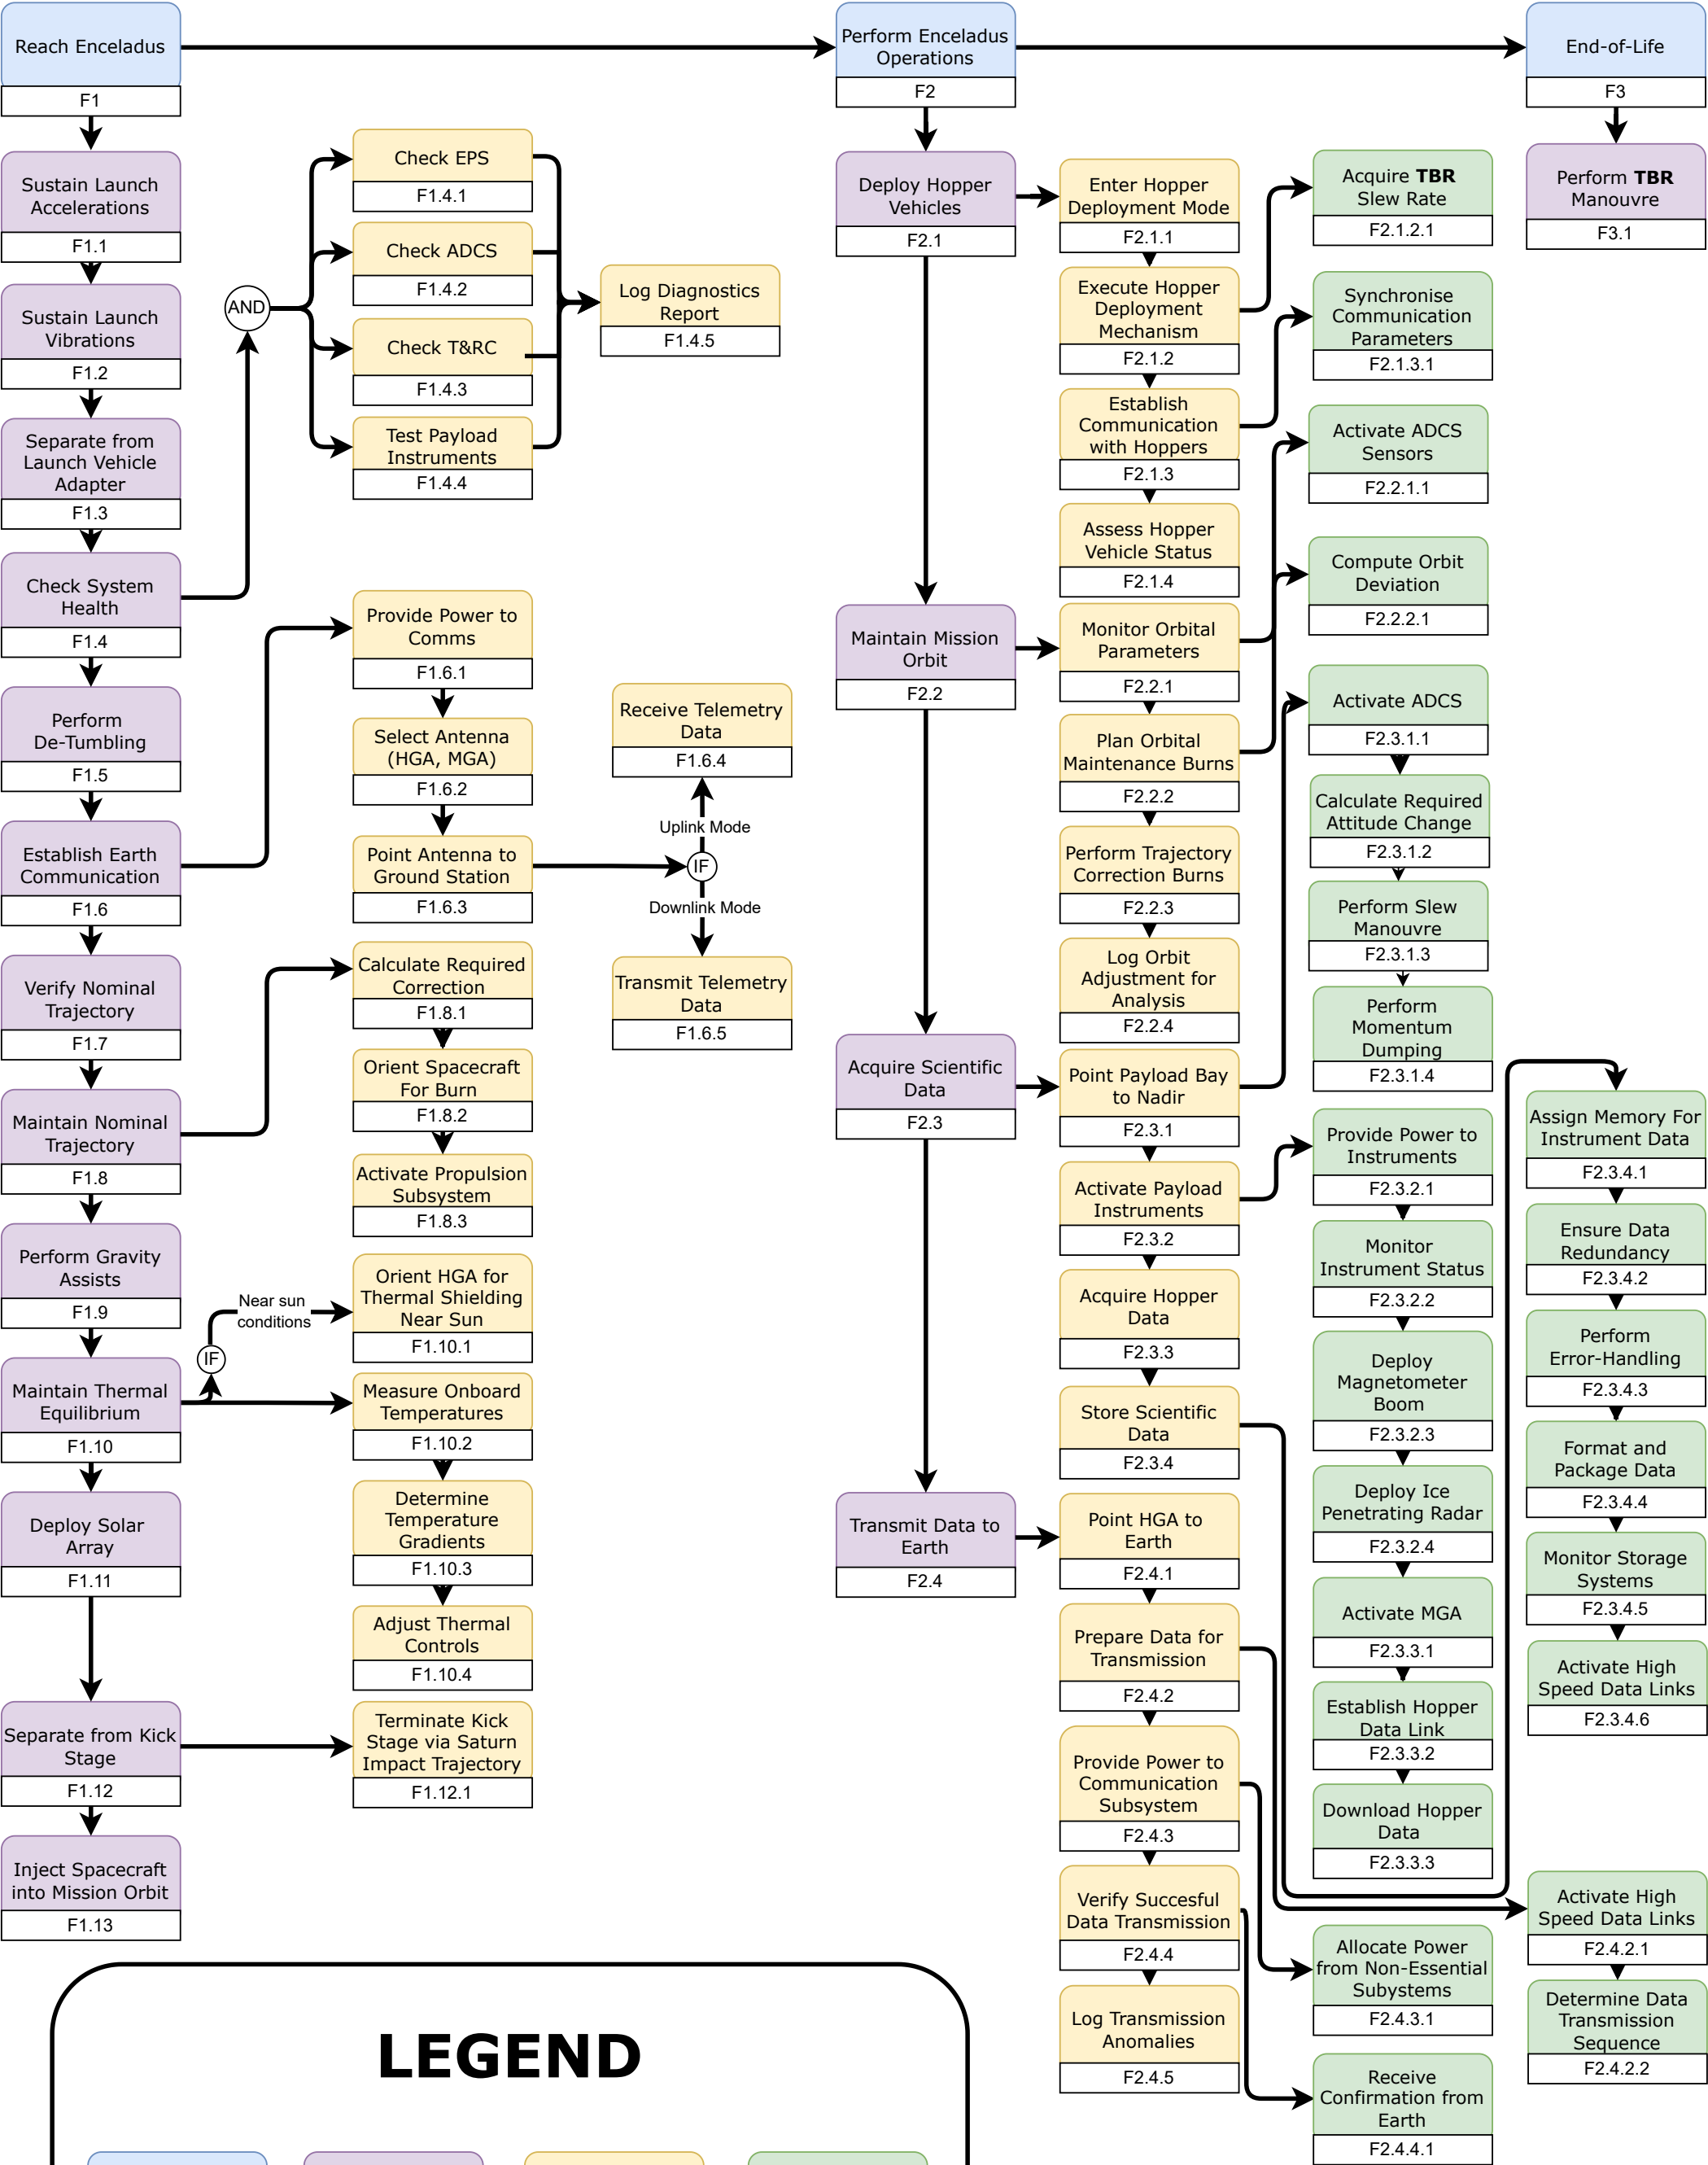 Reach Enceladus
F1
Sustain Launch
Accelerations
F1.1
Sustain Launch
Vibrations
F1.2
Separate from
Launch Vehicle
Adapter
F1.3
Check System
Health
F1.4
Perform
De-Tumbling
F1.5
Establish Earth
Communication
F1.6
Verify Nominal
Trajectory
F1.7
Maintain Nominal
Trajectory
F1.8
Perform Gravity
Assists
F1.9
Maintain Thermal
Equilibrium
F1.10
Deploy Solar
Array
F1.11
Separate from Kick
Stage
F1.12
Inject Spacecraft
into Mission Orbit
F1.13
AND
Check EPS
F1.4.1
Check ADCS
F1.4.2
Check T&RC
F1.4.3
Test Payload
Instruments
F1.4.4
Log Diagnostics
Report
F1.4.5
Provide Power to
Comms
F1.6.1
Select Antenna
(HGA, MGA)
F1.6.2
Point Antenna to
Ground Station
F1.6.3
IF
Uplink Mode
Receive Telemetry
Data
F1.6.4
Downlink Mode
Transmit Telemetry
Data
F1.6.5
Calculate Required
Correction
F1.8.1
Orient Spacecraft
For Burn
F1.8.2
Activate Propulsion
Subsystem
F1.8.3
IF
Near sun
conditions
Orient HGA for
Thermal Shielding
Near Sun
F1.10.1
Measure Onboard
Temperatures
F1.10.2
Determine
Temperature
Gradients
F1.10.3
Adjust Thermal
Controls
F1.10.4
Terminate Kick
Stage via Saturn
Impact Trajectory
F1.12.1
Perform Enceladus
Operations
F2
Deploy Hopper
Vehicles
F2.1
Maintain Mission
Orbit
F2.2
Acquire Scientific
Data
F2.3
Transmit Data to
Earth
F2.4
Enter Hopper
Deployment Mode
F2.1.1
Execute Hopper
Deployment
Mechanism
F2.1.2
Establish
Communication
with Hoppers
F2.1.3
Assess Hopper
Vehicle Status
F2.1.4
Monitor Orbital
Parameters
F2.2.1
Plan Orbital
Maintenance Burns
F2.2.2
Perform Trajectory
Correction Burns
F2.2.3
Log Orbit
Adjustment for
Analysis
F2.2.4
Point Payload Bay
to Nadir
F2.3.1
Activate Payload
Instruments
F2.3.2
Acquire Hopper
Data
F2.3.3
Store Scientific
Data
F2.3.4
Point HGA to
Earth
F2.4.1
Prepare Data for
Transmission
F2.4.2
Provide Power to
Communication
Subsystem
F2.4.3
Verify Succesful
Data Transmission
F2.4.4
Log Transmission
Anomalies
F2.4.5
Acquire TBR
Slew Rate
F2.1.2.1
Synchronise
Communication
Parameters
F2.1.3.1
Activate ADCS
Sensors
F2.2.1.1
Compute Orbit
Deviation
F2.2.2.1
Activate ADCS
F2.3.1.1
Calculate Required
Attitude Change
F2.3.1.2
Perform Slew
Manouvre
F2.3.1.3
Perform
Momentum
Dumping
F2.3.1.4
Provide Power to
Instruments
F2.3.2.1
Monitor
Instrument Status
F2.3.2.2
Deploy
Magnetometer
Boom
F2.3.2.3
Deploy Ice
Penetrating Radar
F2.3.2.4
Activate MGA
F2.3.3.1
Establish Hopper
Data Link
F2.3.3.2
Download Hopper
Data
F2.3.3.3
Allocate Power
from Non-Essential
Subystems
F2.4.3.1
Receive
Confirmation from
Earth
F2.4.4.1
End-of-Life
F3
Perform TBR
Manouvre
F3.1
Assign Memory For
Instrument Data
F2.3.4.1
Ensure Data
Redundancy
F2.3.4.2
Perform
Error-Handling
F2.3.4.3
Format and
Package Data
F2.3.4.4
Monitor Storage
Systems
F2.3.4.5
Activate High
Speed Data Links
F2.3.4.6
Activate High
Speed Data Links
F2.4.2.1
Determine Data
Transmission
Sequence
F2.4.2.2
LEGEND